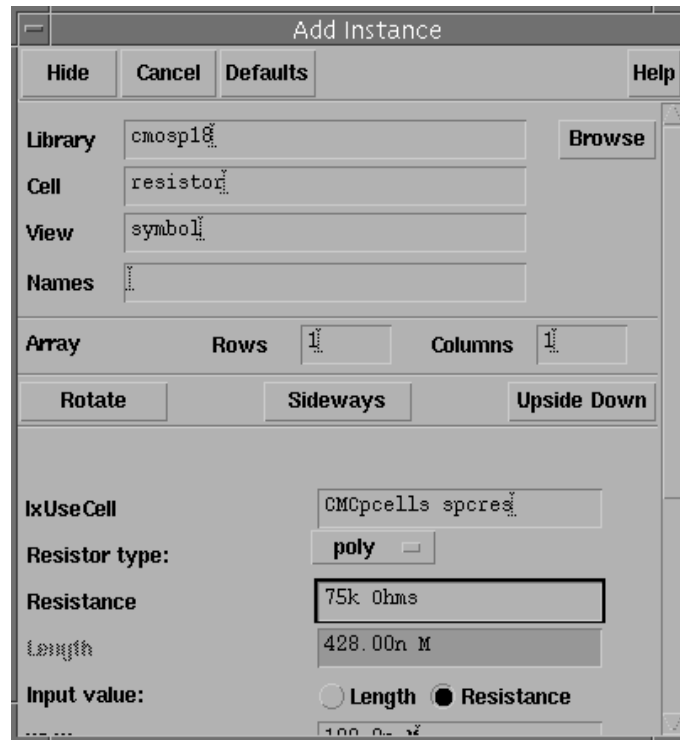 Add Instance
Hide Cancel Defaults Help
Library cmosp18 Browse
Cell resistor
View symbol
Names
Array Rows 1 Columns 1
Rotate Sideways Upside Down
lxUseCell CMCpcells spcres
Resistor type: poly
Resistance 75k Ohms
Length 428.00n M
Input value: Length Resistance